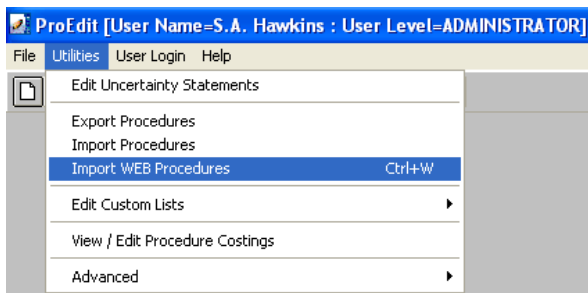 ProEdit [User Name=S.A. Hawkins : User Level=ADMINISTRATOR]
File Utilities User Login Help
Edit Uncertainty Statements
Export Procedures
Import Procedures
Import WEB Procedures Ctrl+W
Edit Custom Lists
View / Edit Procedure Costings
Advanced